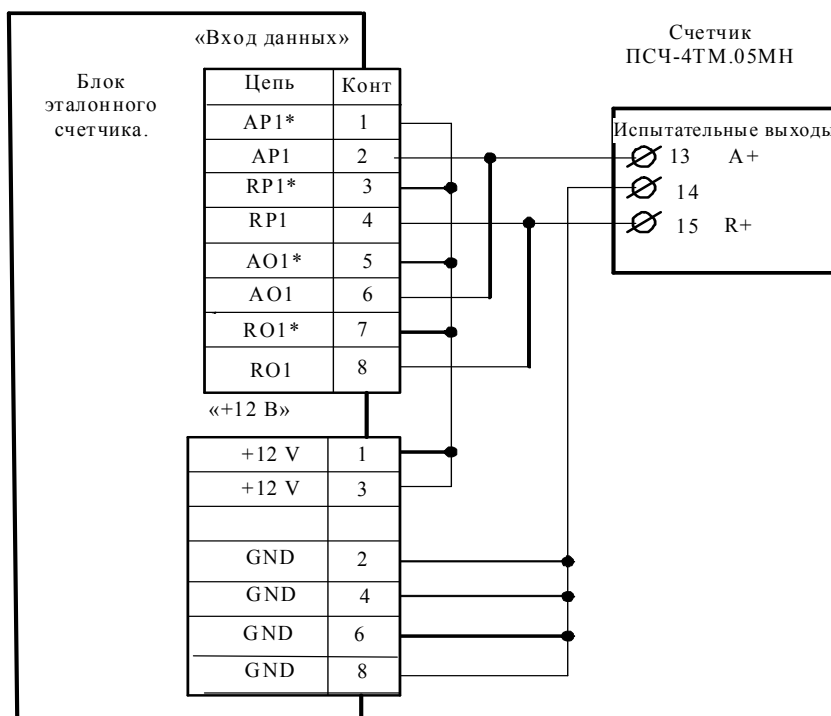 «Вход данных»
Счетчик
ПСЧ-4ТМ.05МН
Блок
эталонного
счетчика.
Цепь Конт
AP1* 1
AP1 2
RP1* 3
RP1 4
AO1* 5
AO1 6
RO1* 7
RO1 8
Испытательные выходы
13 A+
14
15 R+
«+12 В»
+12 V 1
+12 V 3
GND 2
GND 4
GND 6
GND 8